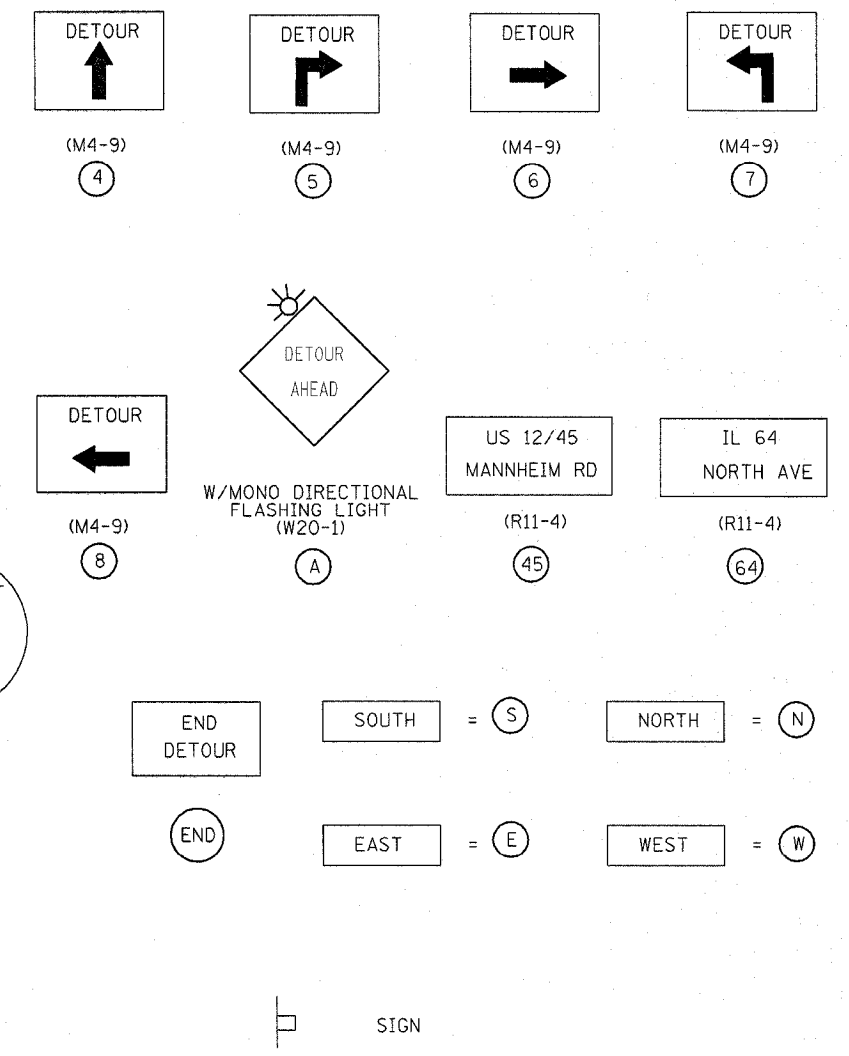 DETOUR
(M4-9)
4
DETOUR
(M4-9)
5
DETOUR
(M4-9)
6
DETOUR
(M4-9)
7
DETOUR
(M4-9)
8
DETOUR
AHEAD
W/MONO DIRECTIONAL
FLASHING LIGHT
(W20-1)
A
US 12/45
MANNHEIM RD
(R11-4)
45
IL 64
NORTH AVE
(R11-4)
64
END
DETOUR
END
SOUTH = S
NORTH = N
EAST = E
WEST = W
SIGN